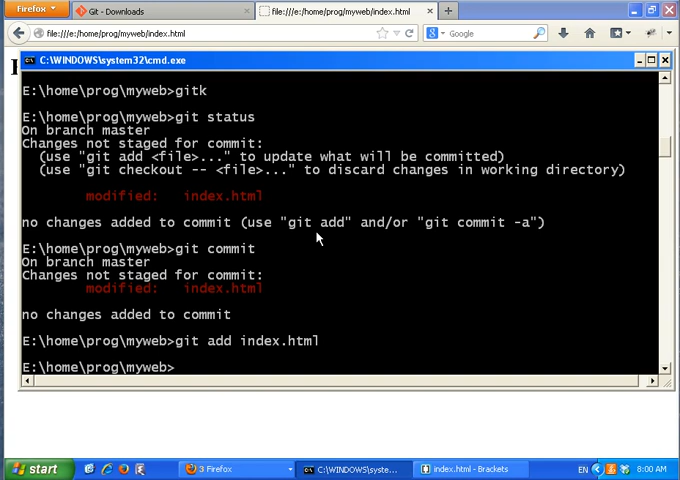 Firefox
Git - Downloads
file:///e:/home/prog/myweb/index.html
file:///e:/home/prog/myweb/index.html
Google
C:\WINDOWS\system32\cmd.exe
E:\home\prog\myweb>gitk
E:\home\prog\myweb>git status
On branch master
Changes not staged for commit:
(use "git add <file>..." to update what will be committed)
(use "git checkout -- <file>..." to discard changes in working directory)
modified: index.html
no changes added to commit (use "git add" and/or "git commit -a")
E:\home\prog\myweb>git commit
On branch master
Changes not staged for commit:
modified: index.html
no changes added to commit
E:\home\prog\myweb>git add index.html
E:\home\prog\myweb>
start
3 Firefox
C:\WINDOWS\syste...
index.html - Brackets
EN
8:00 AM